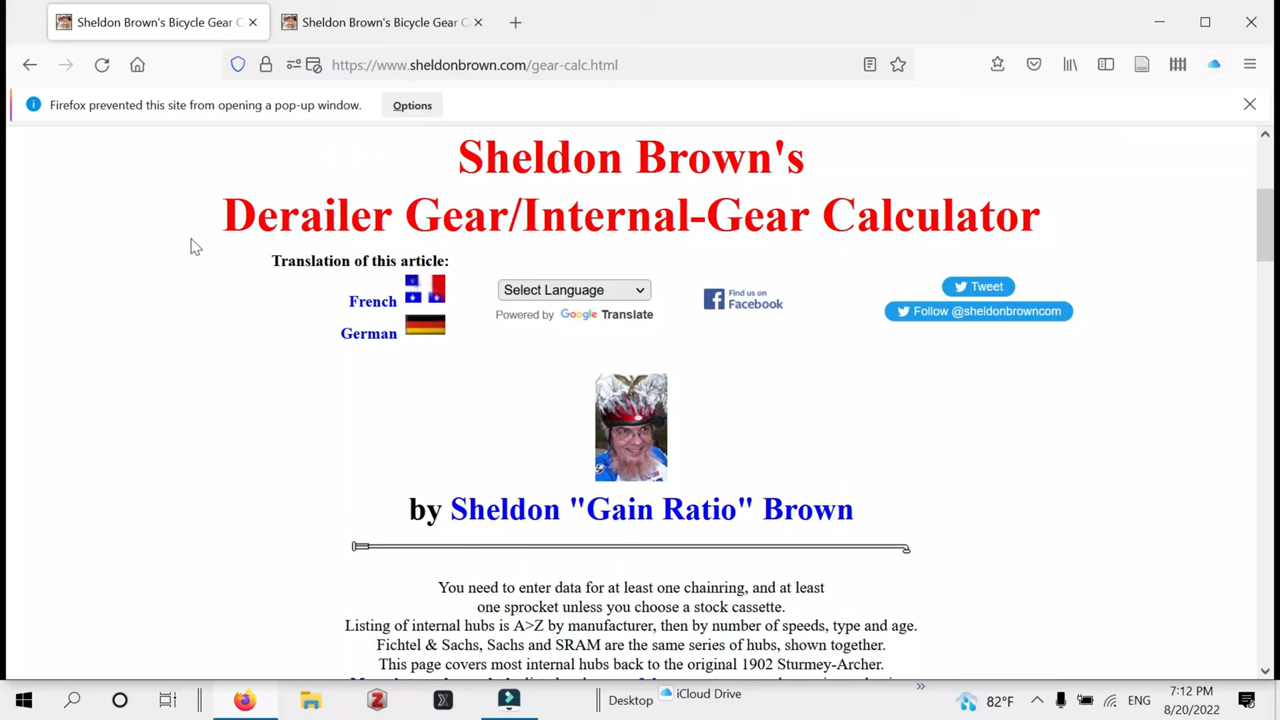 Sheldon Brown's Bicycle Gear C
Sheldon Brown's Bicycle Gear C
https://www.sheldonbrown.com/gear-calc.html
Firefox prevented this site from opening a pop-up window.
Options
Sheldon Brown's
Derailer Gear/Internal-Gear Calculator
Translation of this article:
French
German
Select Language
Powered by Google Translate
Find us on
Facebook
Tweet
Follow @sheldonbrowncom
by Sheldon "Gain Ratio" Brown
You need to enter data for at least one chainring, and at least
one sprocket unless you choose a stock cassette.
Listing of internal hubs is A>Z by manufacturer, then by number of speeds, type and age.
Fichtel & Sachs, Sachs and SRAM are the same series of hubs, shown together.
This page covers most internal hubs back to the original 1902 Sturmey-Archer.
Desktop
iCloud Drive
82°F
ENG
7:12 PM
8/20/2022